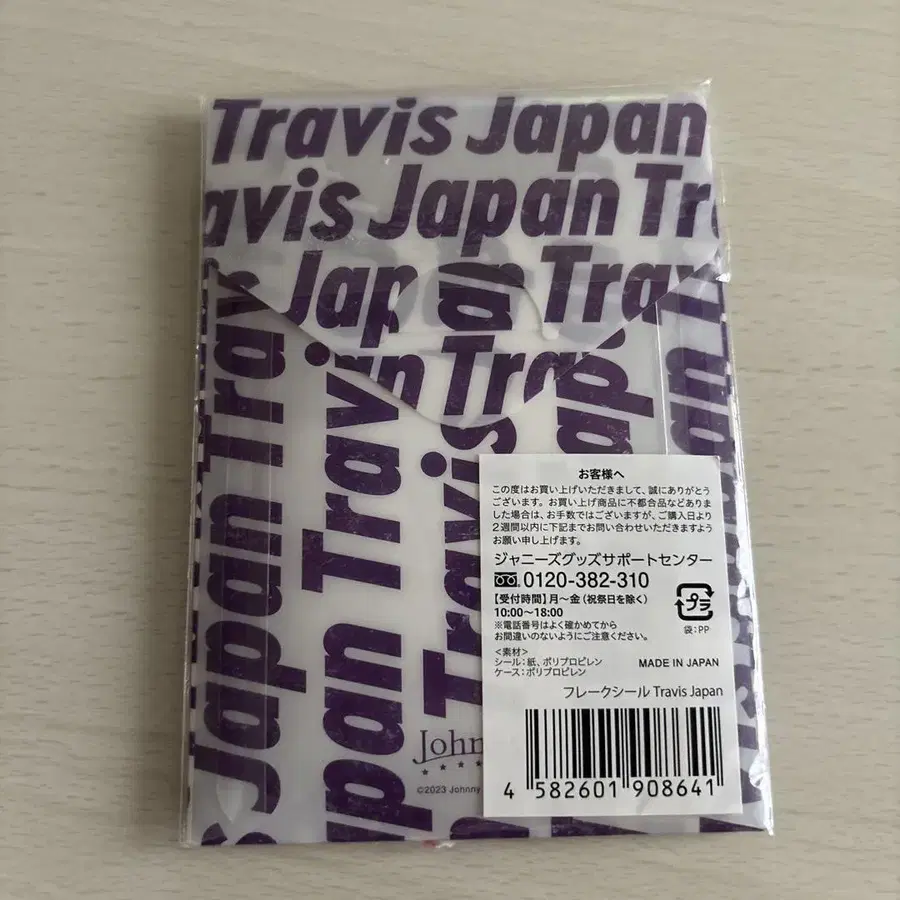 Travis Japan
avis Japan Tra
Japan Trav
Travis
Japan Trav
Japan Travis
Travis
Japan
お客様へ
この度はお買い上げいただきまして、誠にありがとう
ございます。お買い上げ商品に不都合品などありま
した場合は、お手数ではございますが、ご購入日より
2週間以内に下記までお問い合わせいただきますよう
お願い申し上げます。
ジャニーズグッズサポートセンター
0120-382-310
【受付時間】月〜金（祝祭日を除く）
10:00〜18:00
※電話番号はよく確かめてから
お間違いのないようにご注意ください。
プラ
袋:PP
<素材>
シール:紙、ポリプロピレン
ケース:ポリプロピレン
MADE IN JAPAN
フレークシール Travis Japan
4 582601 908641
John
©2023 Johnny